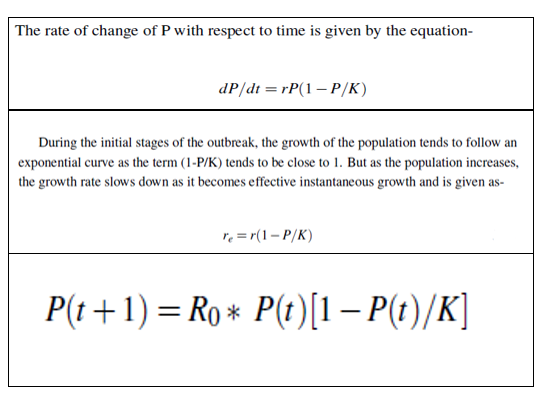 The rate of change of P with respect to time is given by the equation-
dP/dt = rP(1 – P/K)
During the initial stages of the outbreak, the growth of the population tends to follow an
exponential curve as the term (1-P/K) tends to be close to 1. But as the population increases,
the growth rate slows down as it becomes effective instantaneous growth and is given as-
rₑ = r(1 – P/K)
P(t + 1) = R₀ * P(t)[1 – P(t)/K]